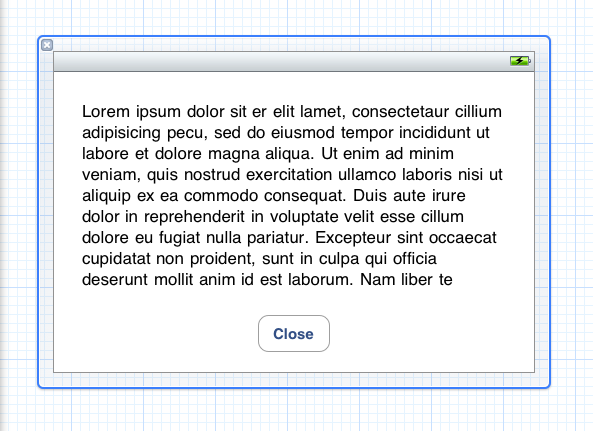 Lorem ipsum dolor sit er elit lamet, consectetaur cillium
adipisicing pecu, sed do eiusmod tempor incididunt ut
labore et dolore magna aliqua. Ut enim ad minim
veniam, quis nostrud exercitation ullamco laboris nisi ut
aliquip ex ea commodo consequat. Duis aute irure
dolor in reprehenderit in voluptate velit esse cillum
dolore eu fugiat nulla pariatur. Excepteur sint occaecat
cupidatat non proident, sunt in culpa qui officia
deserunt mollit anim id est laborum. Nam liber te
Close